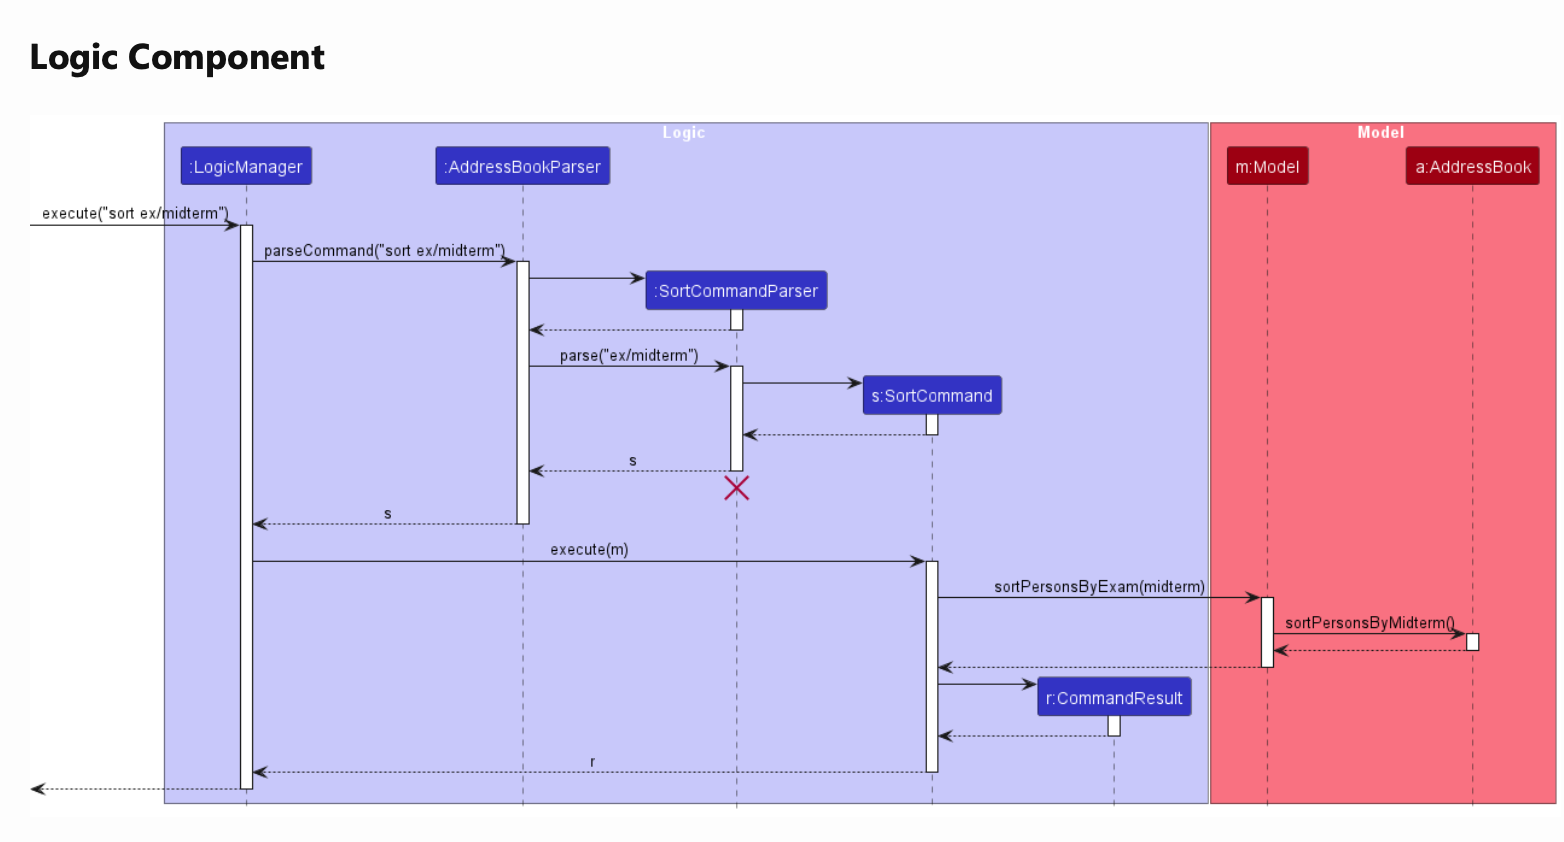 Logic Component
Logic
Model
:LogicManager
:AddressBookParser
m:Model
a:AddressBook
execute("sort ex/midterm")
parseCommand("sort ex/midterm")
:SortCommandParser
parse("ex/midterm")
s:SortCommand
s
s
execute(m)
sortPersonsByExam(midterm)
sortPersonsByMidterm()
r:CommandResult
r